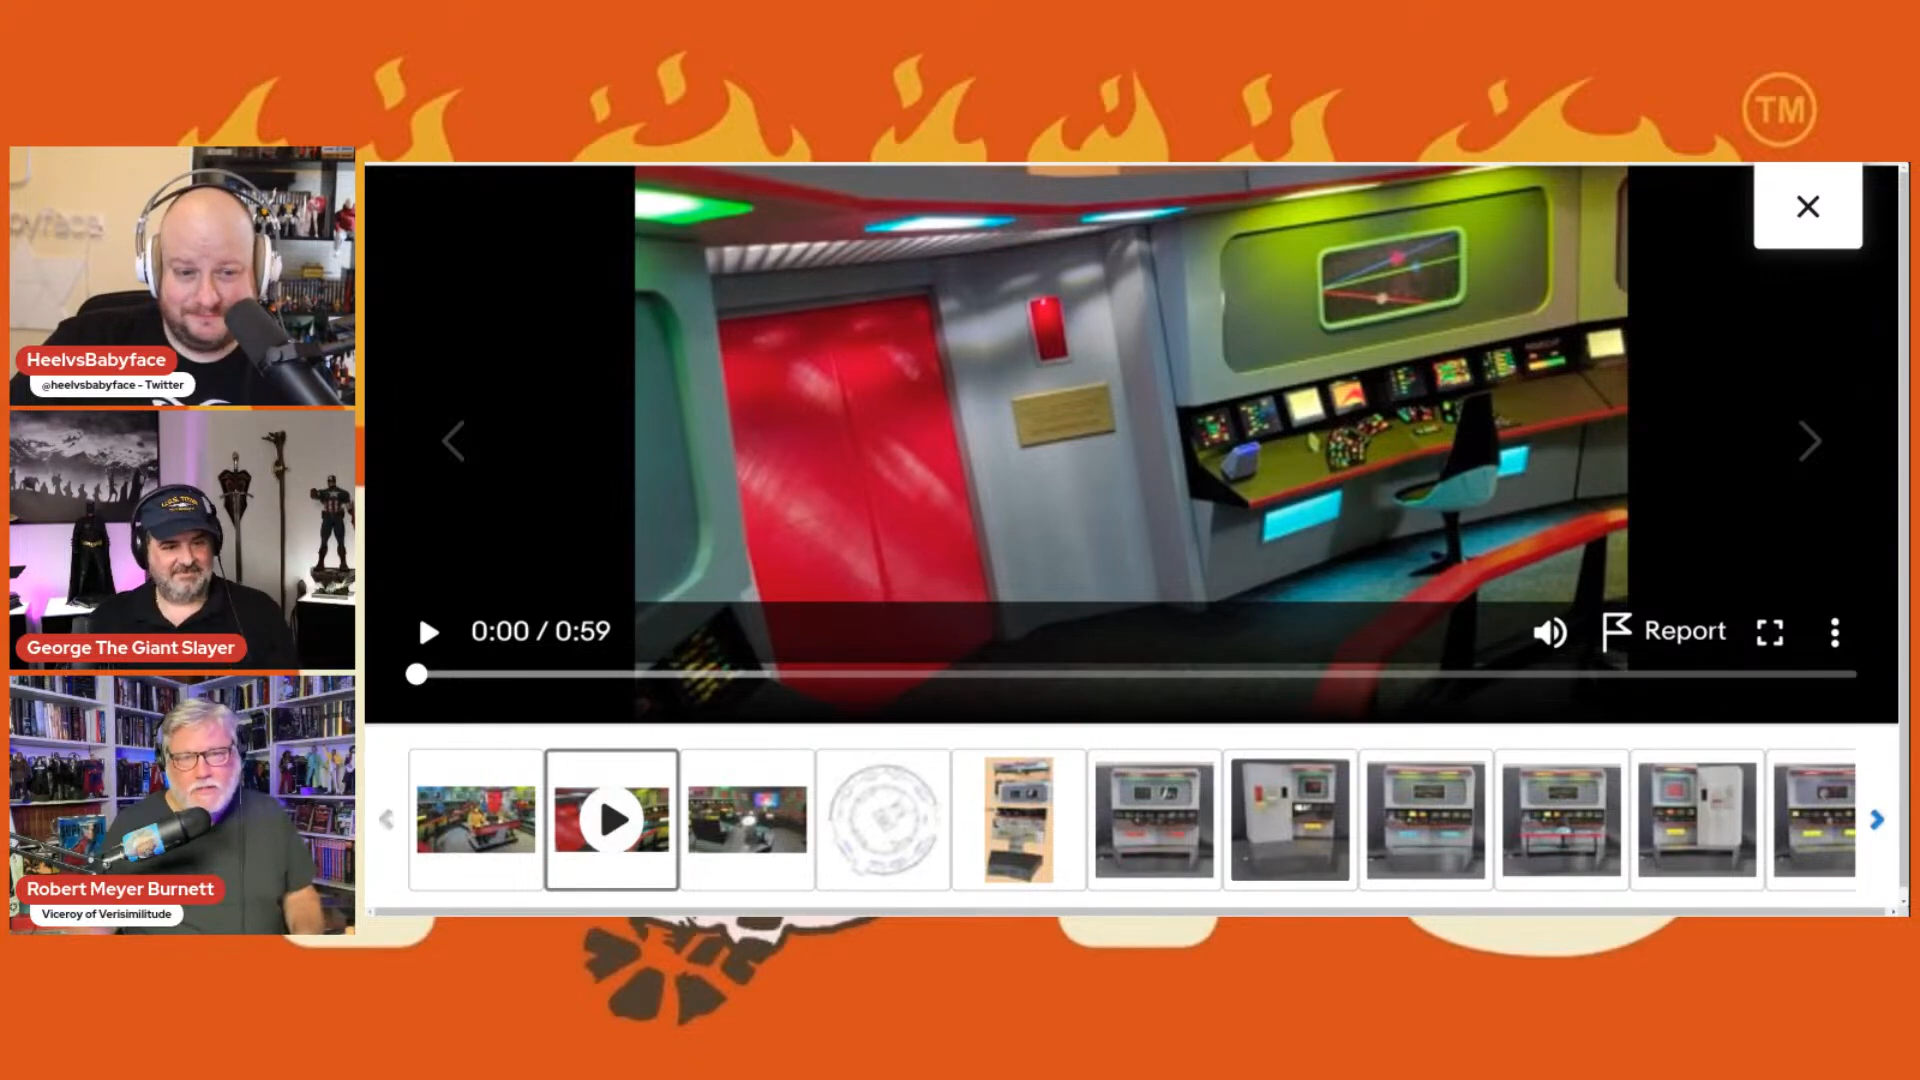 TM
HeelvsBabyface
@heelvsbabyface - Twitter
George The Giant Slayer
Robert Meyer Burnett
Viceroy of Verisimilitude
0:00 / 0:59
Report